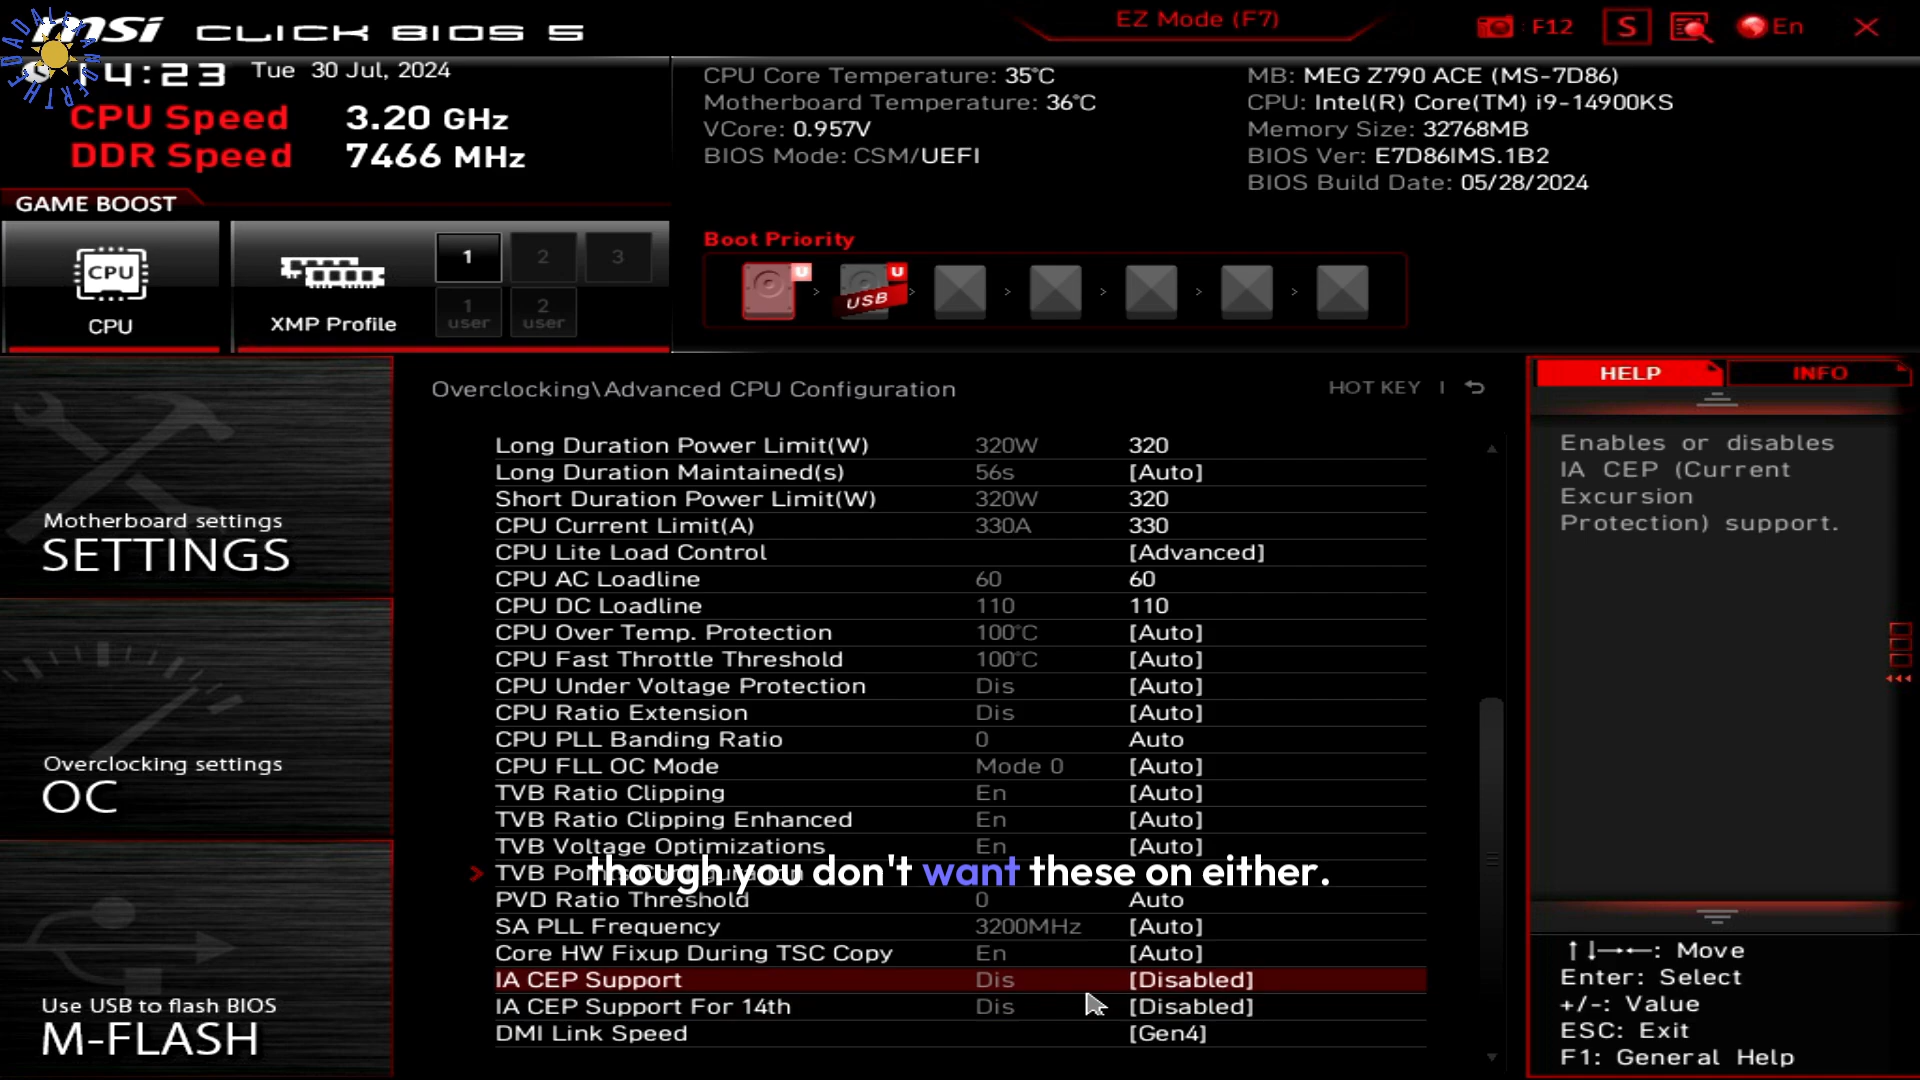 msi CLICK BIOS 5
EZ Mode (F7)
: F12
S
En
14:23 Tue 30 Jul, 2024
CPU Speed 3.20 GHz
DDR Speed 7466 MHz
CPU Core Temperature: 35°C
Motherboard Temperature: 36°C
VCore: 0.957V
BIOS Mode: CSM/UEFI
MB: MEG Z790 ACE (MS-7D86)
CPU: Intel(R) Core(TM) i9-14900KS
Memory Size: 32768MB
BIOS Ver: E7D86IMS.1B2
BIOS Build Date: 05/28/2024
GAME BOOST
CPU
CPU
XMP Profile
1 2 3
1 user 2 user
Boot Priority
U U
USB
Motherboard settings
SETTINGS
Overclocking settings
OC
Use USB to flash BIOS
M-FLASH
Overclocking\Advanced CPU Configuration
HOT KEY |
Long Duration Power Limit(W) 320W 320
Long Duration Maintained(s) 56s [Auto]
Short Duration Power Limit(W) 320W 320
CPU Current Limit(A) 330A 330
CPU Lite Load Control [Advanced]
CPU AC Loadline 60 60
CPU DC Loadline 110 110
CPU Over Temp. Protection 100°C [Auto]
CPU Fast Throttle Threshold 100°C [Auto]
CPU Under Voltage Protection Dis [Auto]
CPU Ratio Extension Dis [Auto]
CPU PLL Banding Ratio 0 Auto
CPU FLL OC Mode Mode 0 [Auto]
TVB Ratio Clipping En [Auto]
TVB Ratio Clipping Enhanced En [Auto]
TVB Voltage Optimizations En [Auto]
TVB
though you don't want these on either.
PVD Ratio Threshold 0 Auto
SA PLL Frequency 3200MHz [Auto]
Core HW Fixup During TSC Copy En [Auto]
IA CEP Support Dis [Disabled]
IA CEP Support For 14th Dis [Disabled]
DMI Link Speed [Gen4]
HELP INFO
Enables or disables
IA CEP (Current
Excursion
Protection) support.
↑↓→←: Move
Enter: Select
+/-: Value
ESC: Exit
F1: General Help